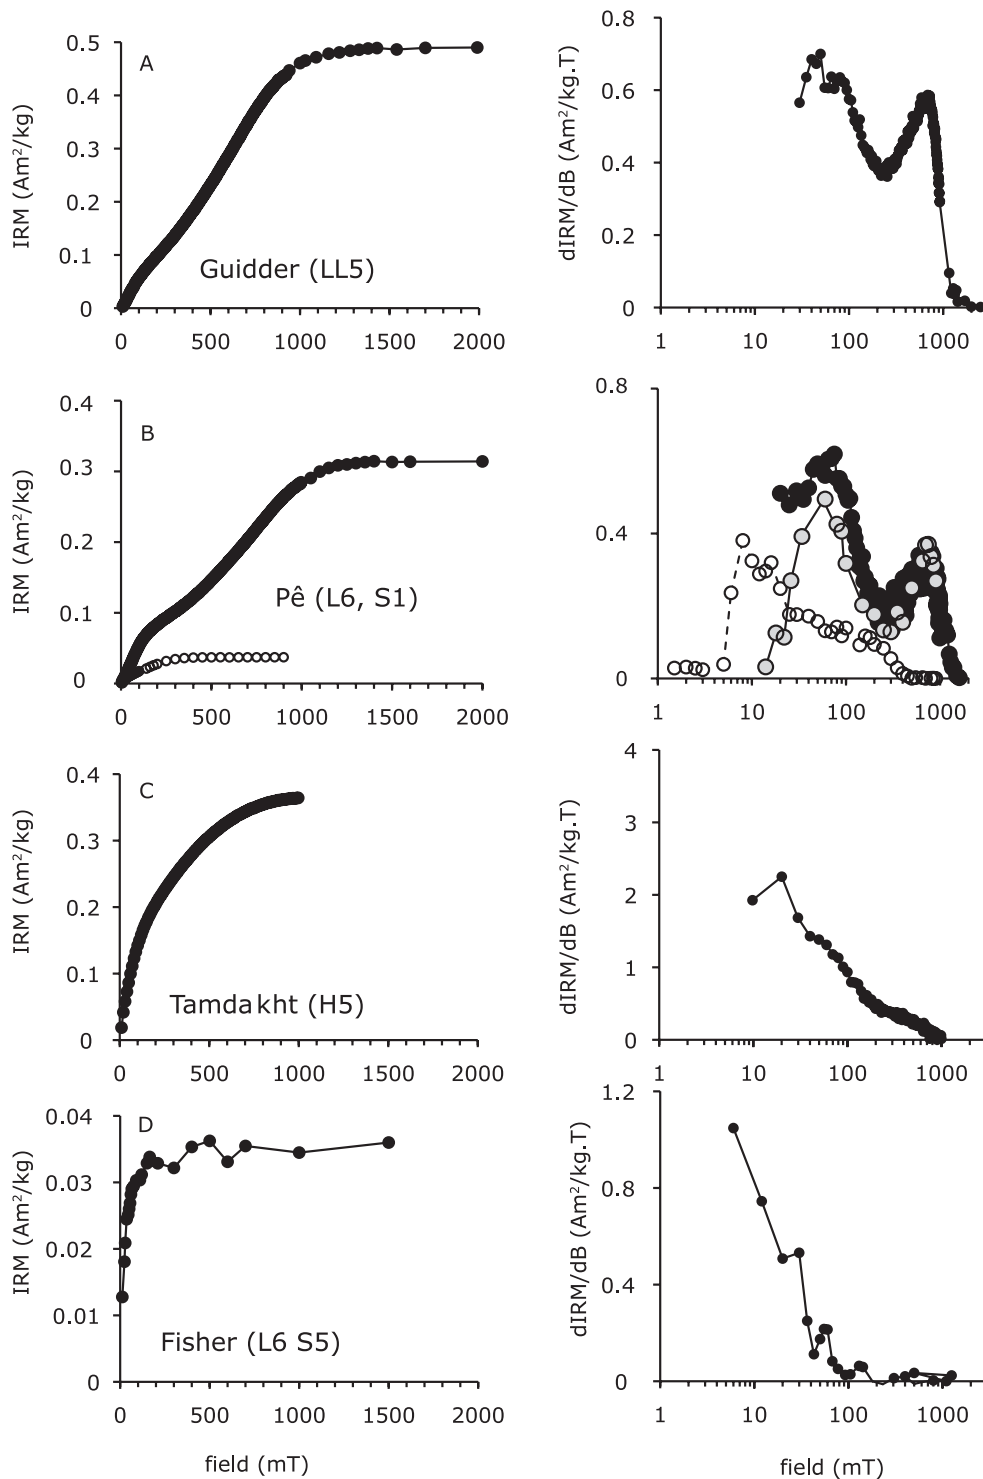 A
IRM (Am²/kg)
0.5
0.4
0.3
0.2
0.1
0
Guidder (LL5)
0 500 1000 1500 2000
dIRM/dB (Am²/kg.T)
0.8
0.6
0.4
0.2
0.0
1 10 100 1000
B
IRM (Am²/kg)
0.4
0.3
0.2
0.1
0
Pê (L6, S1)
0 500 1000 1500 2000
0.8
0.4
0
1 10 100 1000
C
IRM (Am²/kg)
0.4
0.3
0.2
0.1
0
Tamdakht (H5)
0 500 1000 1500 2000
dIRM/dB (Am²/kg.T)
4
3
2
1
0
1 10 100 1000
D
IRM (Am²/kg)
0.04
0.03
0.02
0.01
0
Fisher (L6 S5)
0 500 1000 1500 2000
field (mT)
dIRM/dB (Am²/kg.T)
1.2
0.8
0.4
0
1 10 100 1000
field (mT)